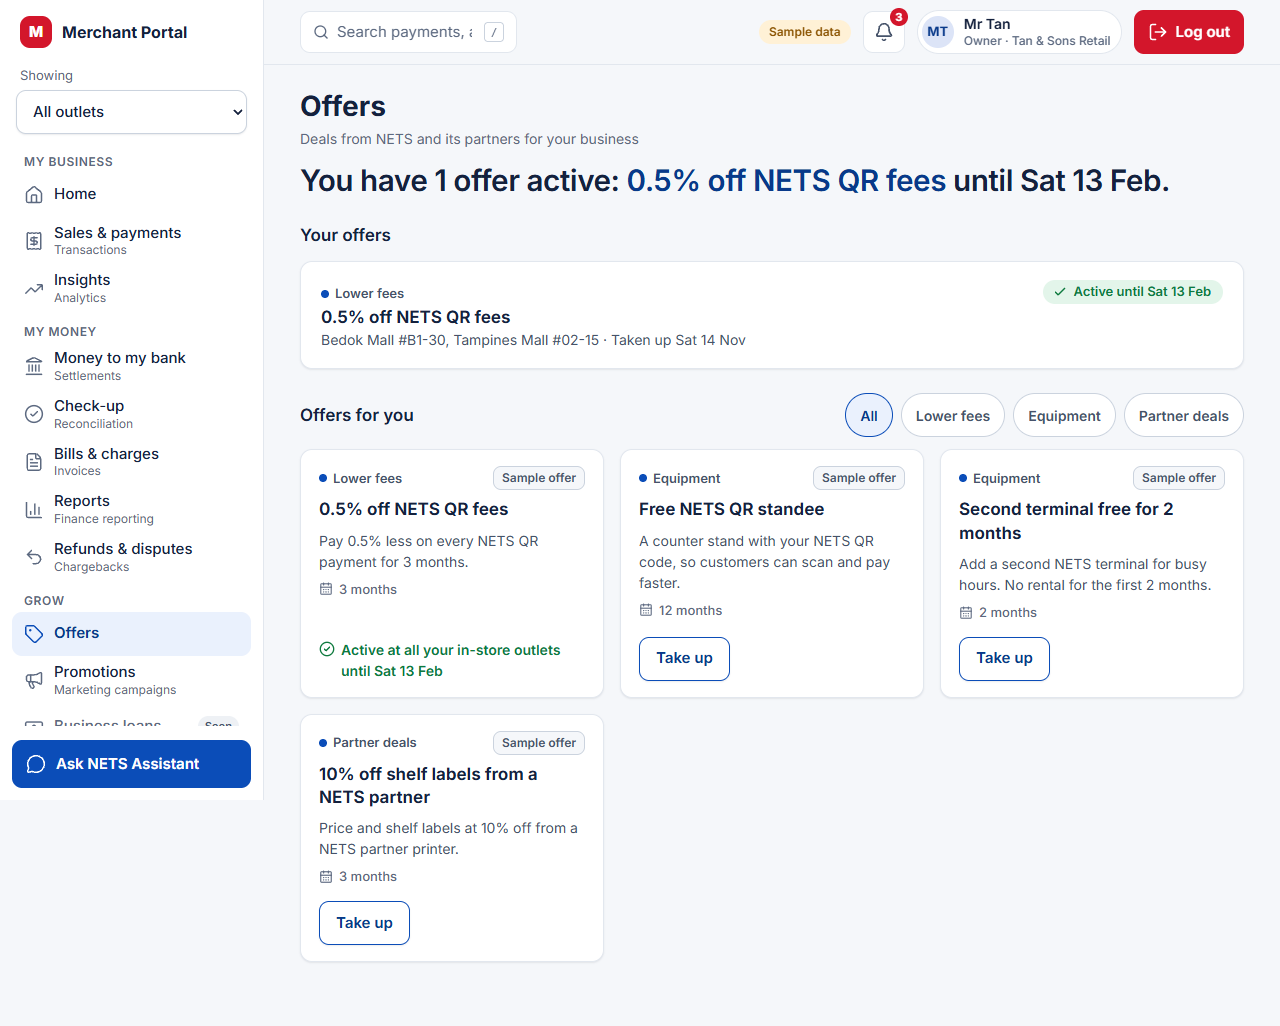 M Merchant Portal
Showing
All outlets
MY BUSINESS
Home
Sales & payments
Transactions
Insights
Analytics
MY MONEY
Money to my bank
Settlements
Check-up
Reconciliation
Bills & charges
Invoices
Reports
Finance reporting
Refunds & disputes
Chargebacks
GROW
Offers
Promotions
Marketing campaigns
Business loans Soon
Ask NETS Assistant
Search payments, /
Sample data
3
MT
Mr Tan
Owner · Tan & Sons Retail
Log out
Offers
Deals from NETS and its partners for your business
You have 1 offer active: 0.5% off NETS QR fees until Sat 13 Feb.
Your offers
Lower fees
Active until Sat 13 Feb
0.5% off NETS QR fees
Bedok Mall #B1-30, Tampines Mall #02-15 · Taken up Sat 14 Nov
Offers for you
All Lower fees Equipment Partner deals
Lower fees Sample offer
0.5% off NETS QR fees
Pay 0.5% less on every NETS QR
payment for 3 months.
3 months
Active at all your in-store outlets
until Sat 13 Feb
Equipment Sample offer
Free NETS QR standee
A counter stand with your NETS QR
code, so customers can scan and pay
faster.
12 months
Take up
Equipment Sample offer
Second terminal free for 2
months
Add a second NETS terminal for busy
hours. No rental for the first 2 months.
2 months
Take up
Partner deals Sample offer
10% off shelf labels from a
NETS partner
Price and shelf labels at 10% off from a
NETS partner printer.
3 months
Take up